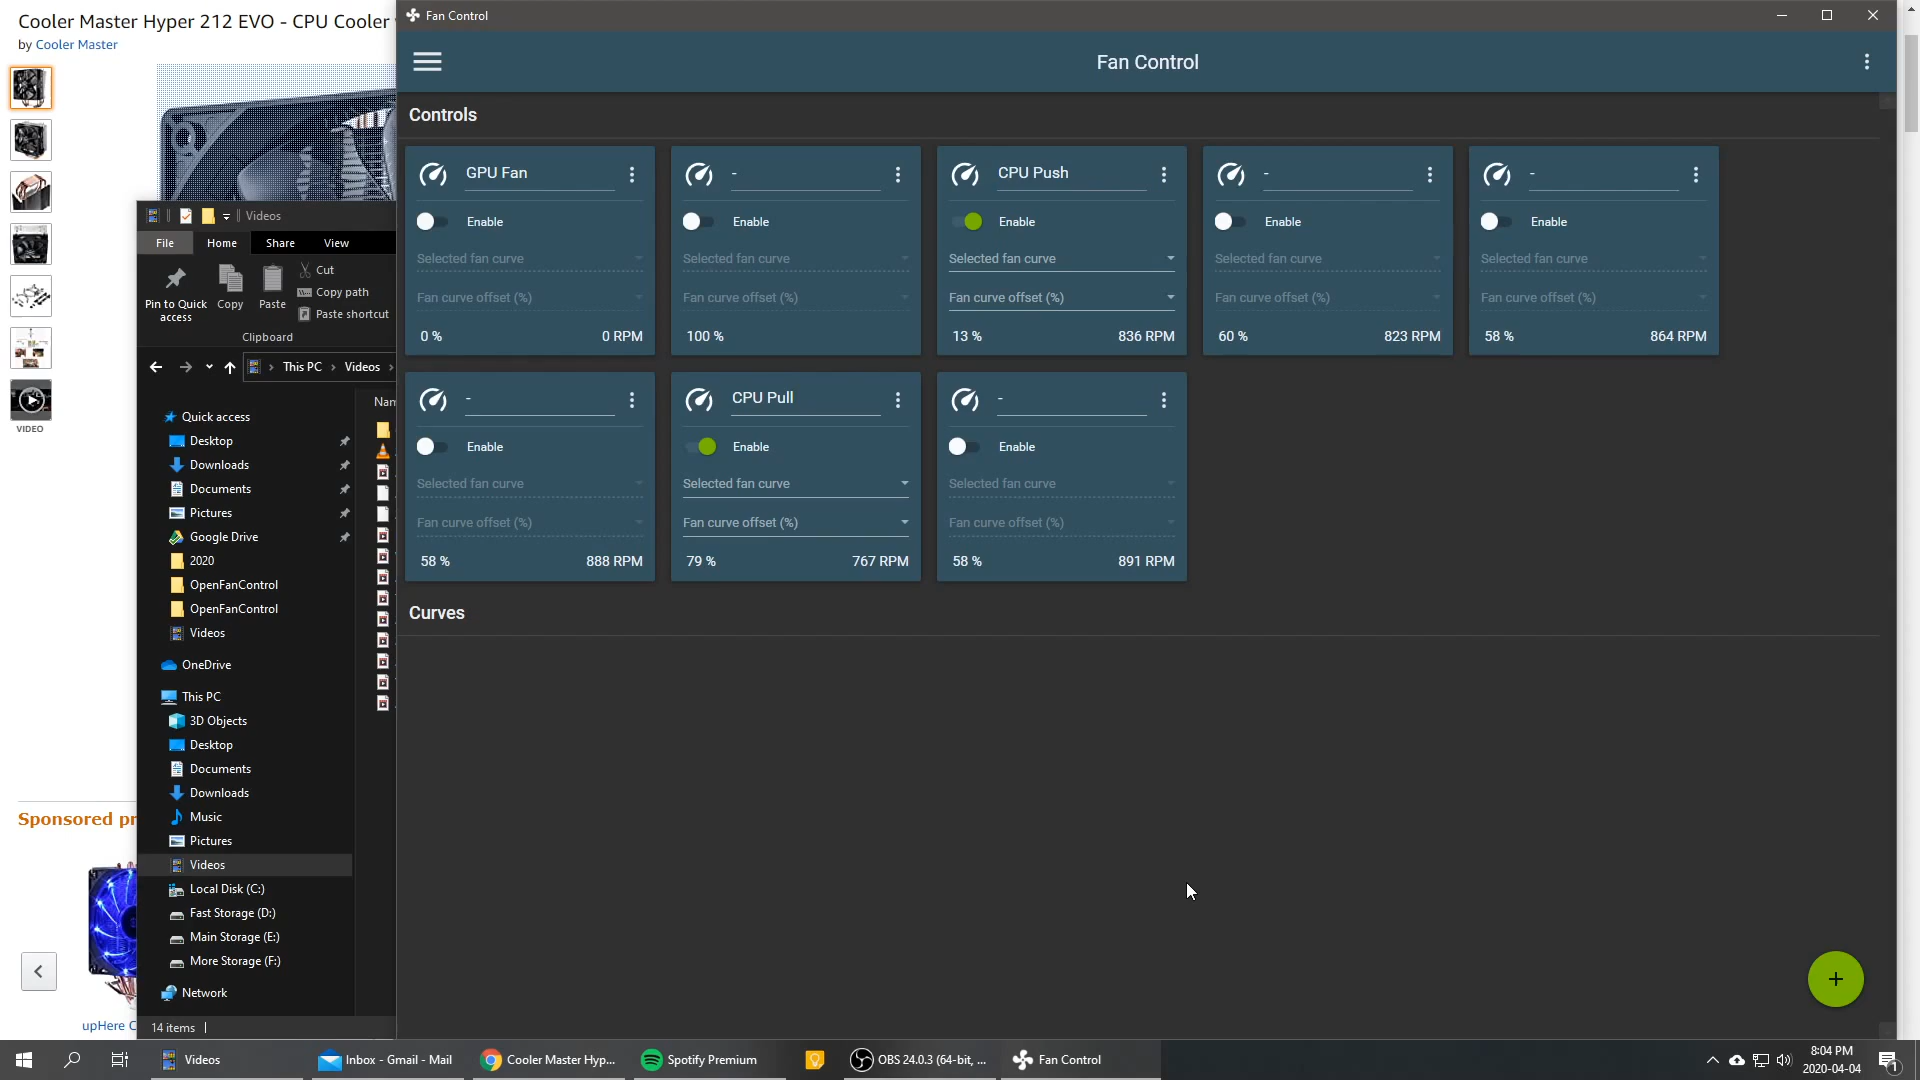 Cooler Master Hyper 212 EVO - CPU Cooler
by Cooler Master
VIDEO
Sponsored pr
upHere C
Videos
File
Home
Share
View
Pin to Quick access
Copy
Paste
Cut
Copy path
Paste shortcut
Clipboard
This PC
Videos
Nam
Quick access
Desktop
Downloads
Documents
Pictures
Google Drive
2020
OpenFanControl
OpenFanControl
Videos
OneDrive
This PC
3D Objects
Desktop
Documents
Downloads
Music
Pictures
Videos
Local Disk (C:)
Fast Storage (D:)
Main Storage (E:)
More Storage (F:)
Network
14 items
Fan Control
Fan Control
Controls
GPU Fan
Enable
Selected fan curve
Fan curve offset (%)
0 % 0 RPM
-
Enable
Selected fan curve
Fan curve offset (%)
100 %
CPU Push
Enable
Selected fan curve
Fan curve offset (%)
13 % 836 RPM
-
Enable
Selected fan curve
Fan curve offset (%)
60 % 823 RPM
-
Enable
Selected fan curve
Fan curve offset (%)
58 % 864 RPM
-
Enable
Selected fan curve
Fan curve offset (%)
58 % 888 RPM
CPU Pull
Enable
Selected fan curve
Fan curve offset (%)
79 % 767 RPM
-
Enable
Selected fan curve
Fan curve offset (%)
58 % 891 RPM
Curves
+
Videos
Inbox - Gmail - Mail
Cooler Master Hyp...
Spotify Premium
OBS 24.0.3 (64-bit, ...
Fan Control
8:04 PM
2020-04-04
1